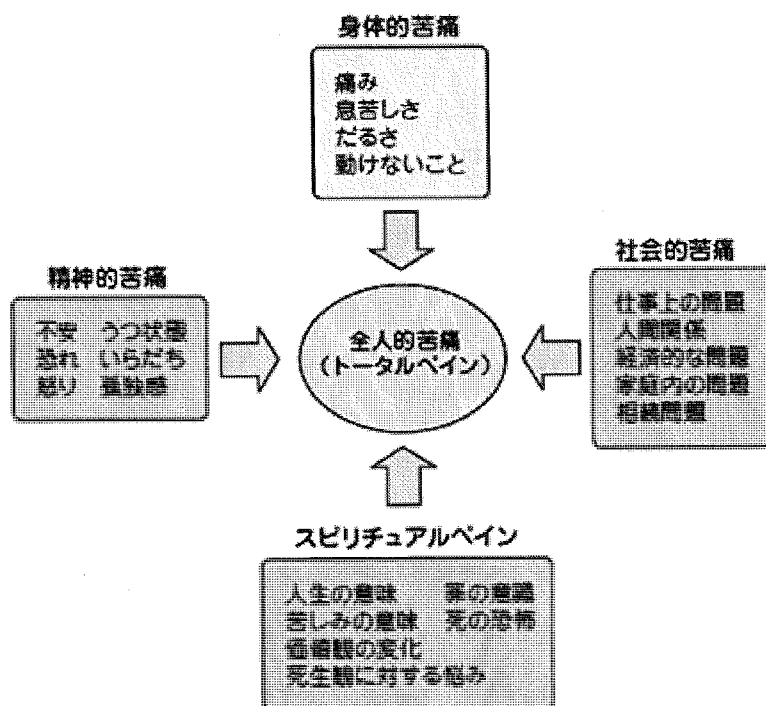 身体的苦痛
痛み
息苦しさ
だるさ
動けないこと
精神的苦痛
不安　うつ状態
恐れ　いらだち
怒り　孤独感
全人的苦痛
(トータルペイン)
社会的苦痛
仕事上の問題
人間関係
経済的な問題
家庭内の問題
相続問題
スピリチュアルペイン
人生の意味　罪の意識
苦しみの意味　死の恐怖
価値観の変化
死生観に対する悩み